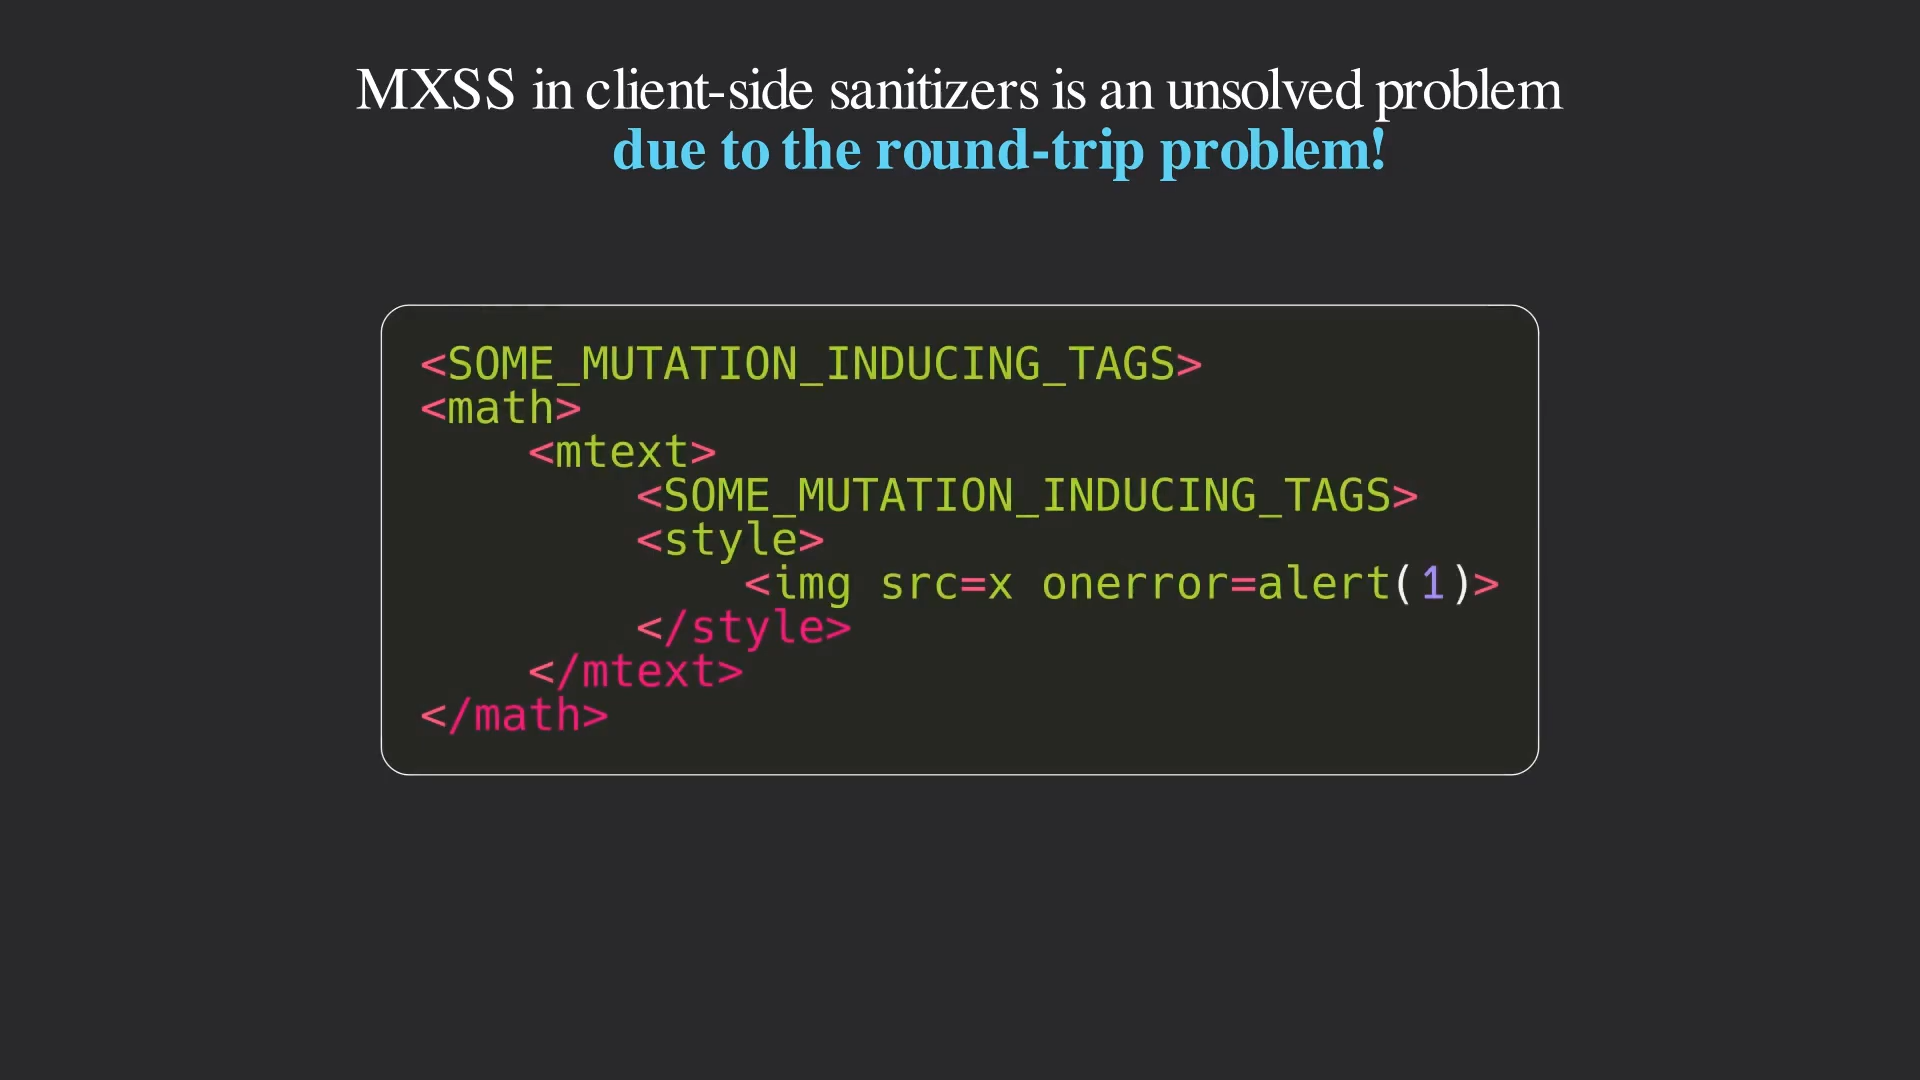 MXSS in client-side sanitizers is an unsolved problem
due to the round-trip problem!
<SOME_MUTATION_INDUCING_TAGS>
<math>
<mtext>
<SOME_MUTATION_INDUCING_TAGS>
<style>
<img src=x onerror=alert(1)>
</style>
</mtext>
</math>